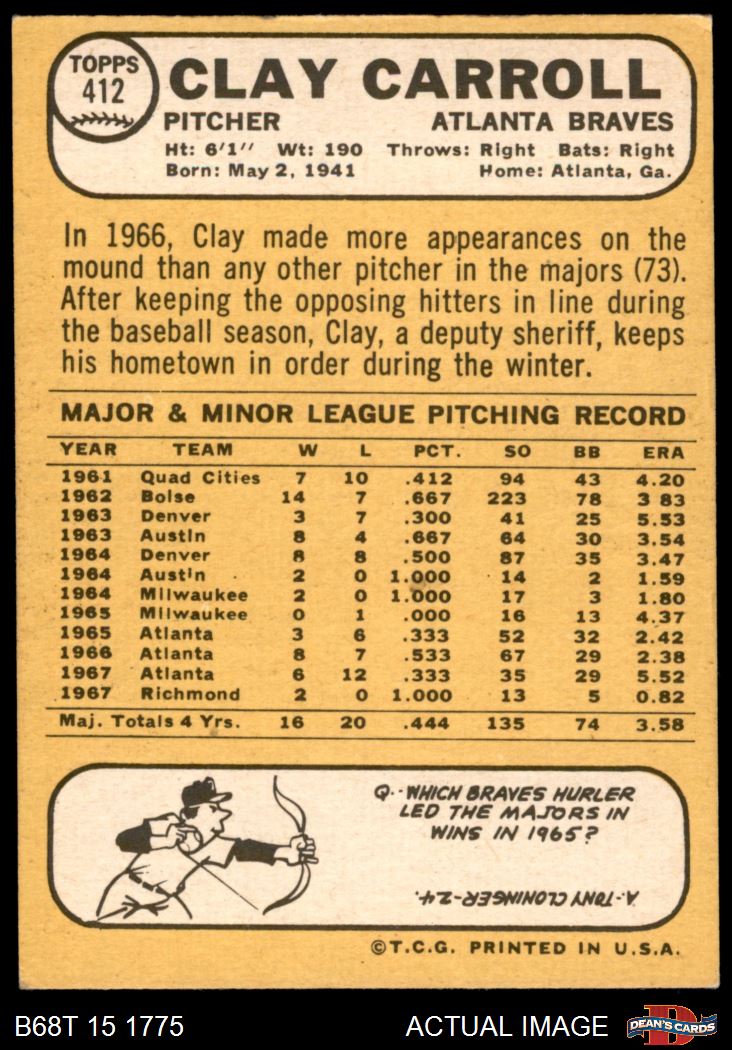 TOPPS
412
CLAY CARROLL
PITCHER ATLANTA BRAVES
Ht: 6'1" Wt: 190 Throws: Right Bats: Right
Born: May 2, 1941 Home: Atlanta, Ga.
In 1966, Clay made more appearances on the
mound than any other pitcher in the majors (73).
After keeping the opposing hitters in line during
the baseball season, Clay, a deputy sheriff, keeps
his hometown in order during the winter.
MAJOR & MINOR LEAGUE PITCHING RECORD
YEAR TEAM W L PCT. SO BB ERA
1961 Quad Cities 7 10 .412 94 43 4.20
1962 Boise 14 7 .667 223 78 3 83
1963 Denver 3 7 .300 41 25 5.53
1963 Austin 8 4 .667 64 30 3.54
1964 Denver 8 8 .500 87 35 3.47
1964 Austin 2 0 1.000 14 2 1.59
1964 Milwaukee 2 0 1.000 17 3 1.80
1965 Milwaukee 0 1 .000 16 13 4.37
1965 Atlanta 3 6 .333 52 32 2.42
1966 Atlanta 8 7 .533 67 29 2.38
1967 Atlanta 6 12 .333 35 29 5.52
1967 Richmond 2 0 1.000 13 5 0.82
Maj. Totals 4 Yrs. 16 20 .444 135 74 3.58
Q.-WHICH BRAVES HURLER
LED THE MAJORS IN
WINS IN 1965?
A-TONY CLONINGER-24.
©T.C.G. PRINTED IN U.S.A.
B68T 15 1775 ACTUAL IMAGE DEAN'S CARDS